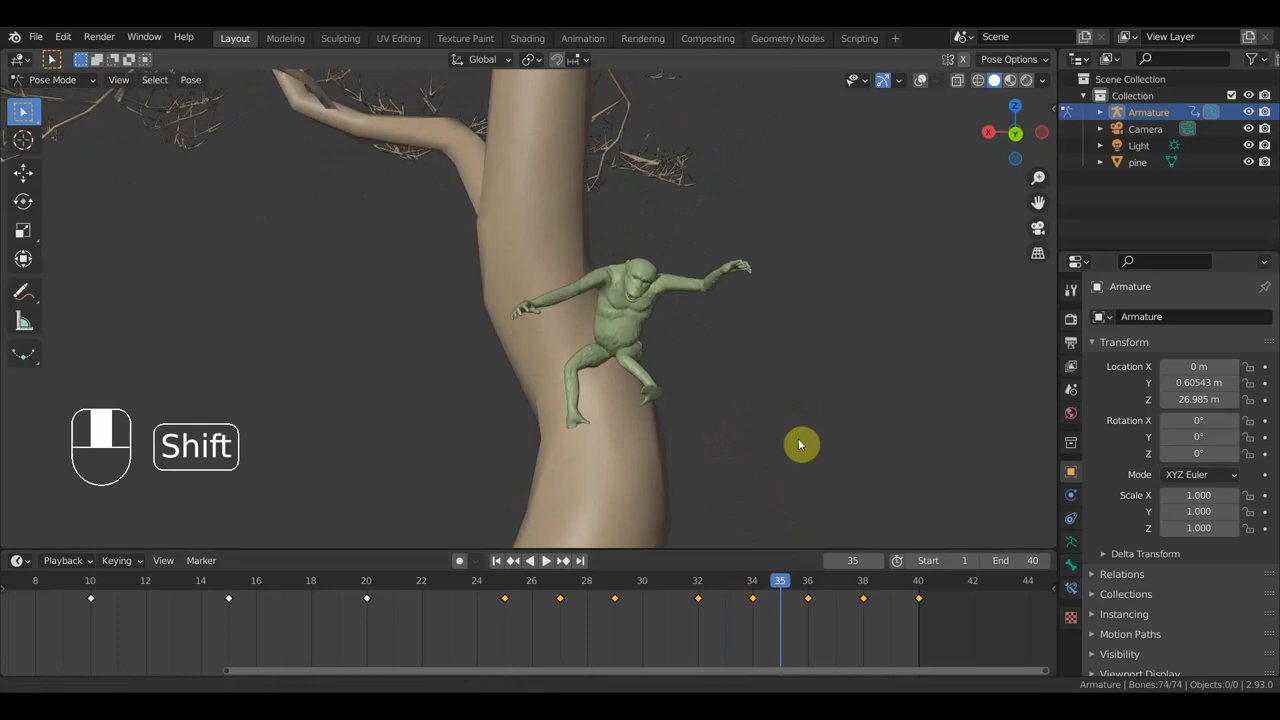 File Edit Render Window Help Layout Modeling Sculpting UV Editing Texture Paint Shading Animation Rendering Compositing Geometry Nodes Scripting + Scene View Layer
Global X Pose Options
Pose Mode View Select Pose
Scene Collection
Collection
Armature
Camera
Light
pine
Z
X
Y
Armature
Armature
Transform
Location X 0 m
Y 0.60543 m
Z 26.985 m
Rotation X 0°
Y 0°
Z 0°
Mode XYZ Euler
Scale X 1.000
Y 1.000
Z 1.000
Delta Transform
Relations
Collections
Instancing
Motion Paths
Visibility
Viewport Display
Shift
Playback Keying View Marker 35 Start 1 End 40
8 10 12 14 16 18 20 22 24 26 28 30 32 34 35 36 38 40 42 44
Armature | Bones:74/74 | Objects:0/0 | 2.93.0